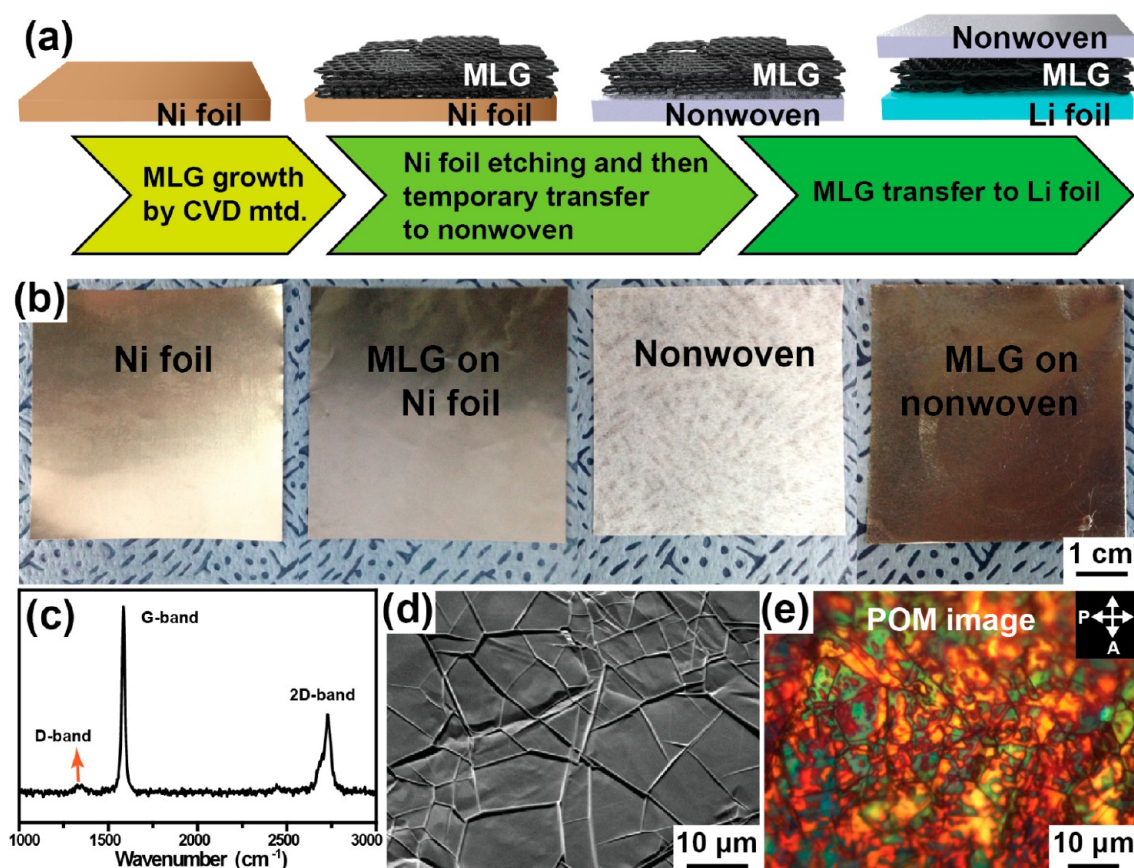 (a)
Ni foil
MLG
Ni foil
MLG
Nonwoven
Nonwoven
MLG
Li foil
MLG growth
by CVD mtd.
Ni foil etching and then
temporary transfer
to nonwoven
MLG transfer to Li foil
(b)
Ni foil
MLG on
Ni foil
Nonwoven
MLG on
nonwoven
1 cm
(c)
G-band
2D-band
D-band
1000 1500 2000 2500 3000
Wavenumber (cm⁻¹)
(d)
10 μm
(e)
POM image
P
A
10 μm